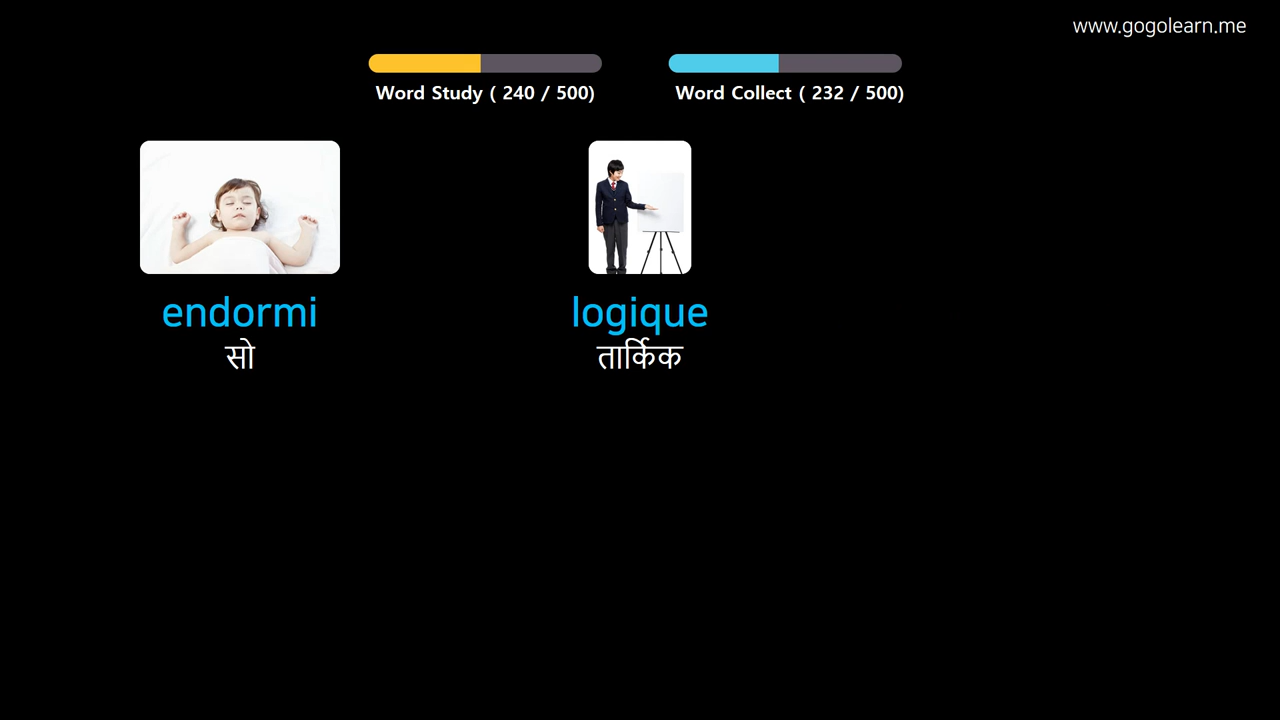 www.gogolearn.me
Word Study ( 240 / 500)
Word Collect ( 232 / 500)
endormi
सो
logique
तार्किक